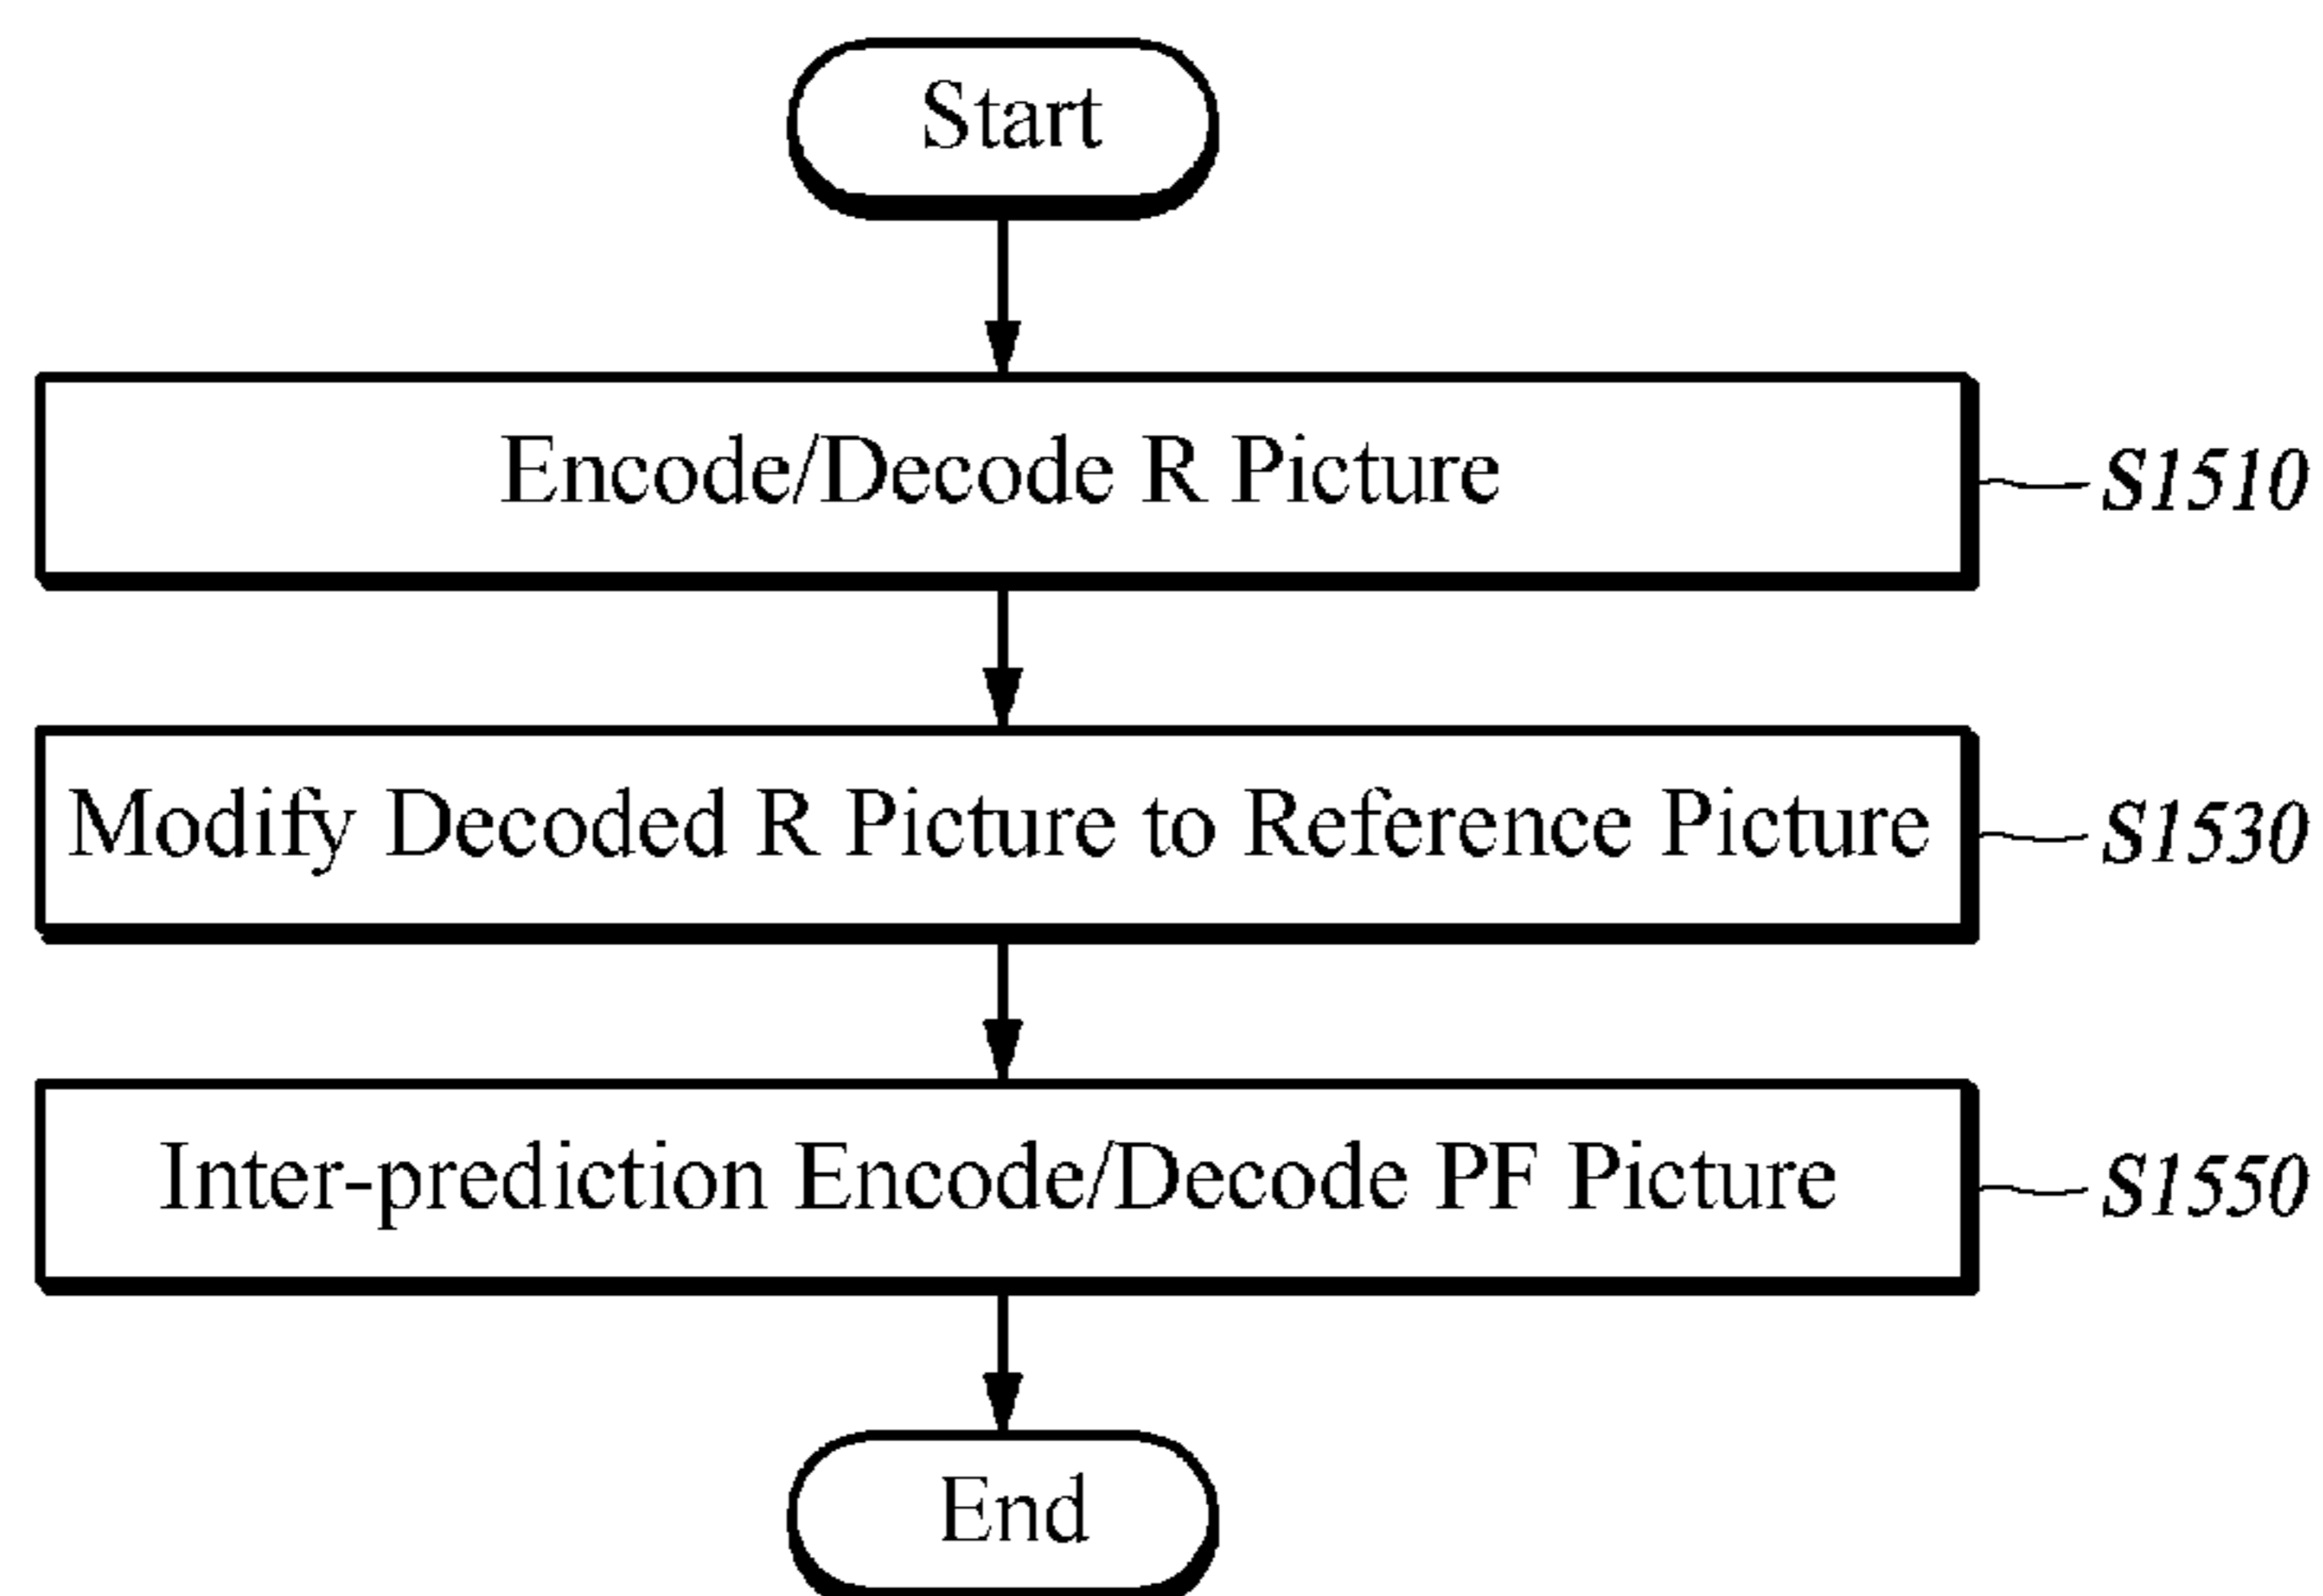 Start
Encode/Decode R Picture
S1510
Modify Decoded R Picture to Reference Picture
S1530
Inter-prediction Encode/Decode PF Picture
S1550
End